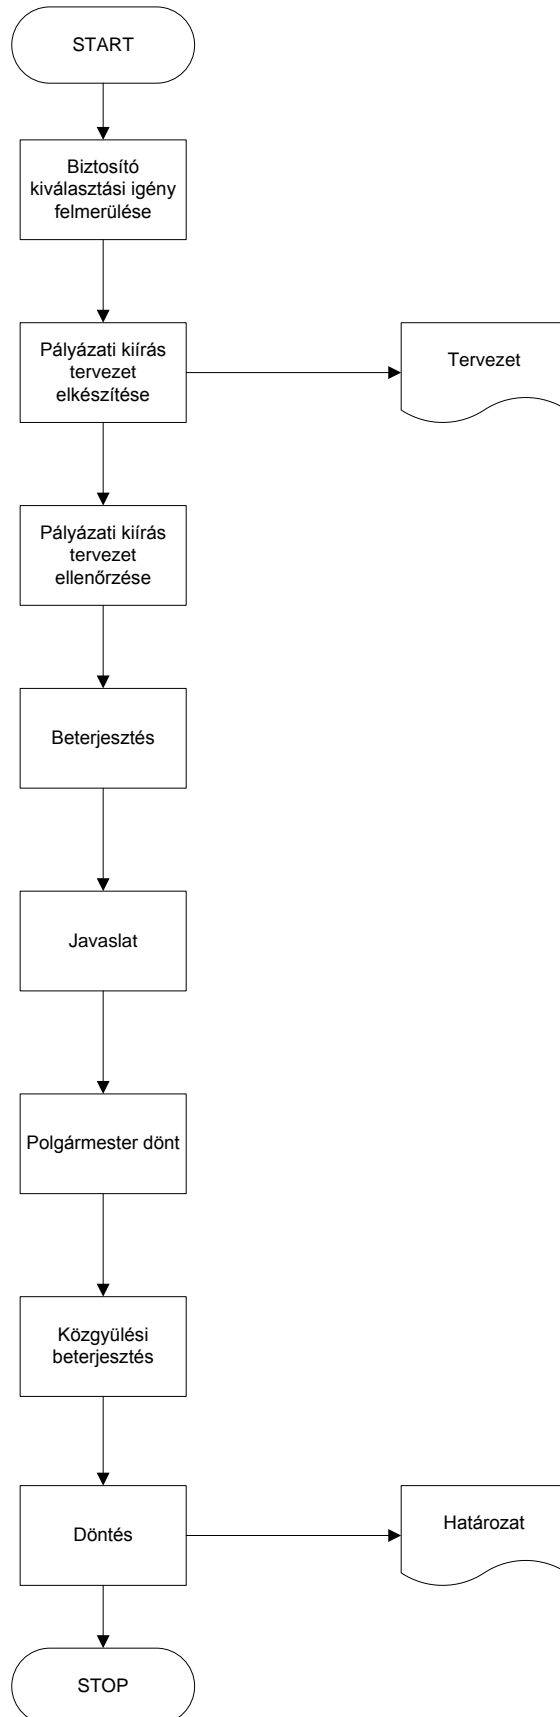 START
Biztosító
kiválasztási igény
felmerülése
Pályázati kiírás
tervezet
elkészítése
Tervezet
Pályázati kiírás
tervezet
ellenőrzése
Beterjesztés
Javaslat
Polgármester dönt
Közgyülési
beterjesztés
Döntés
Határozat
STOP